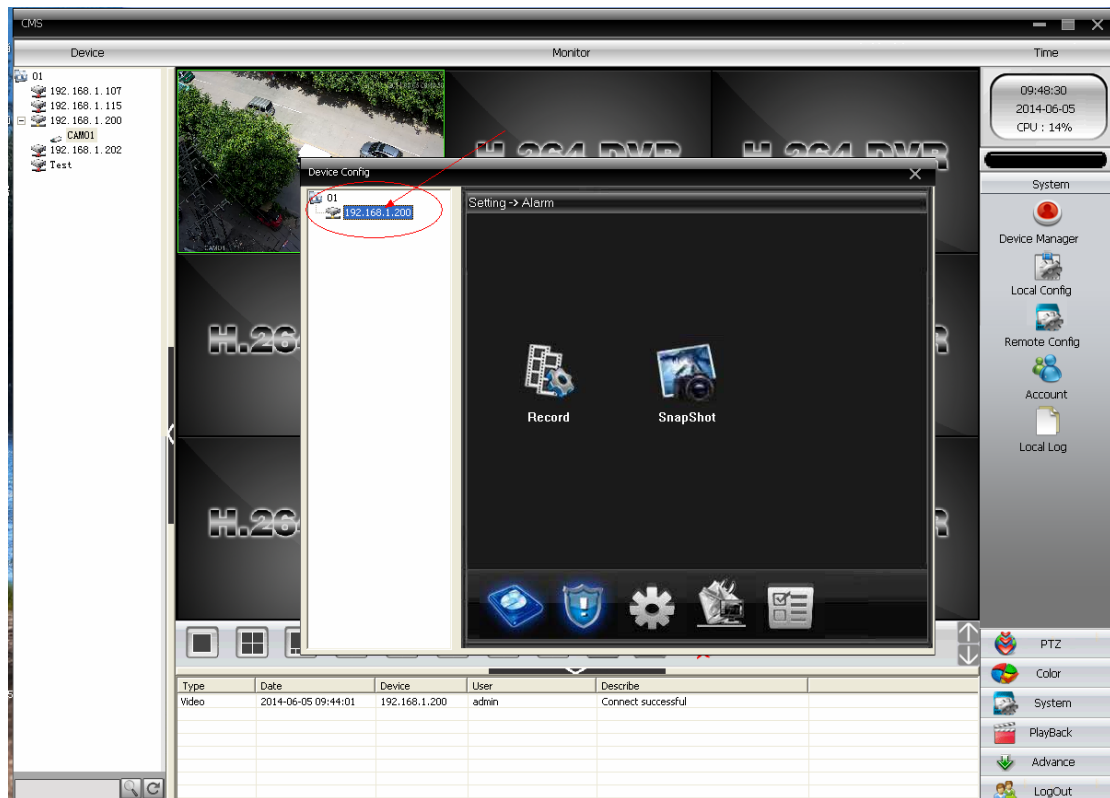 CMS
Device
Monitor
Time
01
192.168.1.107
192.168.1.115
192.168.1.200
CAM01
192.168.1.202
Test
CAM01
H.264 DVR
H.264 DVR
H.26
H.26
09:48:30
2014-06-05
CPU : 14%
Device Config
01
192.168.1.200
Setting -> Alarm
Record
SnapShot
System
Device Manager
Local Config
Remote Config
Account
Local Log
PTZ
Color
System
PlayBack
Advance
LogOut
Type Date Device User Describe
Video 2014-06-05 09:44:01 192.168.1.200 admin Connect successful